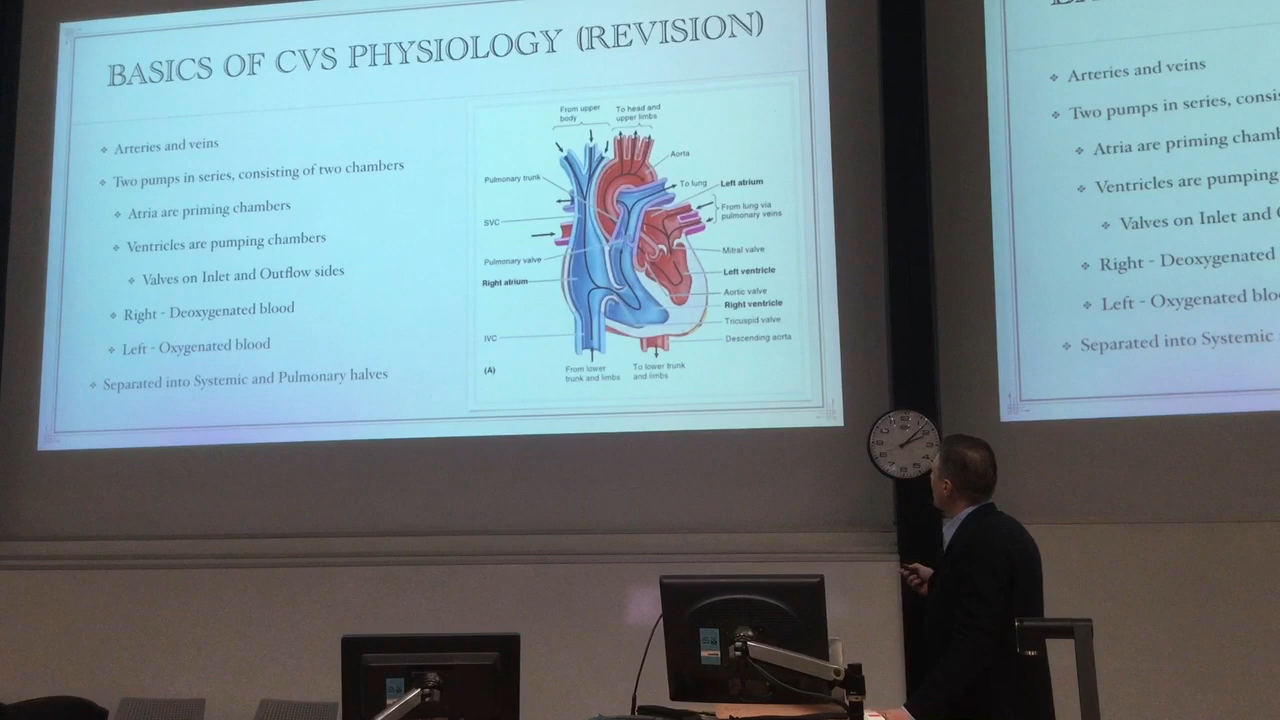 BASICS OF CVS PHYSIOLOGY (REVISION)
Arteries and veins
Two pumps in series, consisting of two chambers
Atria are priming chambers
Ventricles are pumping chambers
Valves on Inlet and Outflow sides
Right - Deoxygenated blood
Left - Oxygenated blood
Separated into Systemic and Pulmonary halves
From upper
body
To head and
upper limbs
Aorta
Pulmonary trunk
To lung
Left atrium
From lung via
pulmonary veins
SVC
Mitral valve
Pulmonary valve
Left ventricle
Right atrium
Aortic valve
Right ventricle
Tricuspid valve
IVC
Descending aorta
(A)
From lower
trunk and limbs
To lower trunk
and limbs
Arteries and veins
Two pumps in series, consis
Atria are priming chamb
Ventricles are pumping
Valves on Inlet and
Right - Deoxygenated
Left - Oxygenated blo
Separated into Systemic